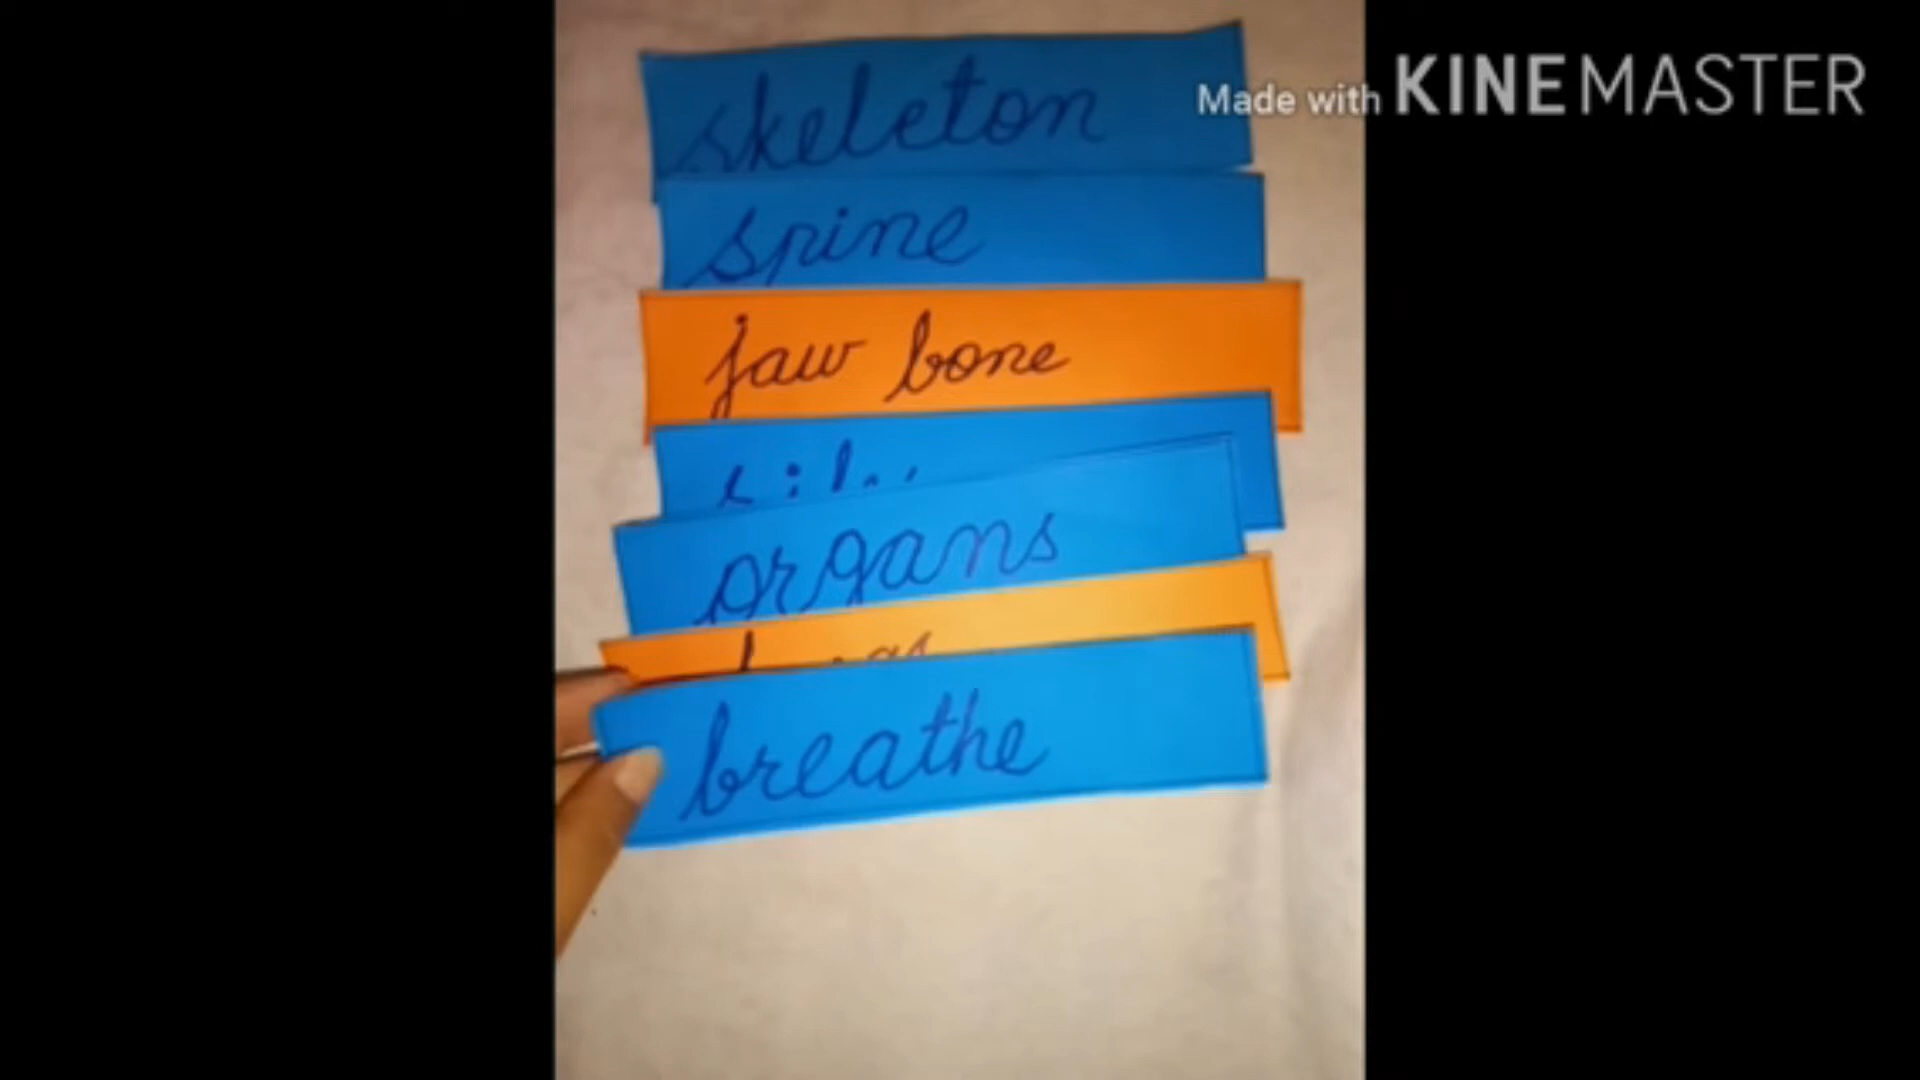 Made with KINEMASTER
skeleton
spine
jaw bone
organs
breathe